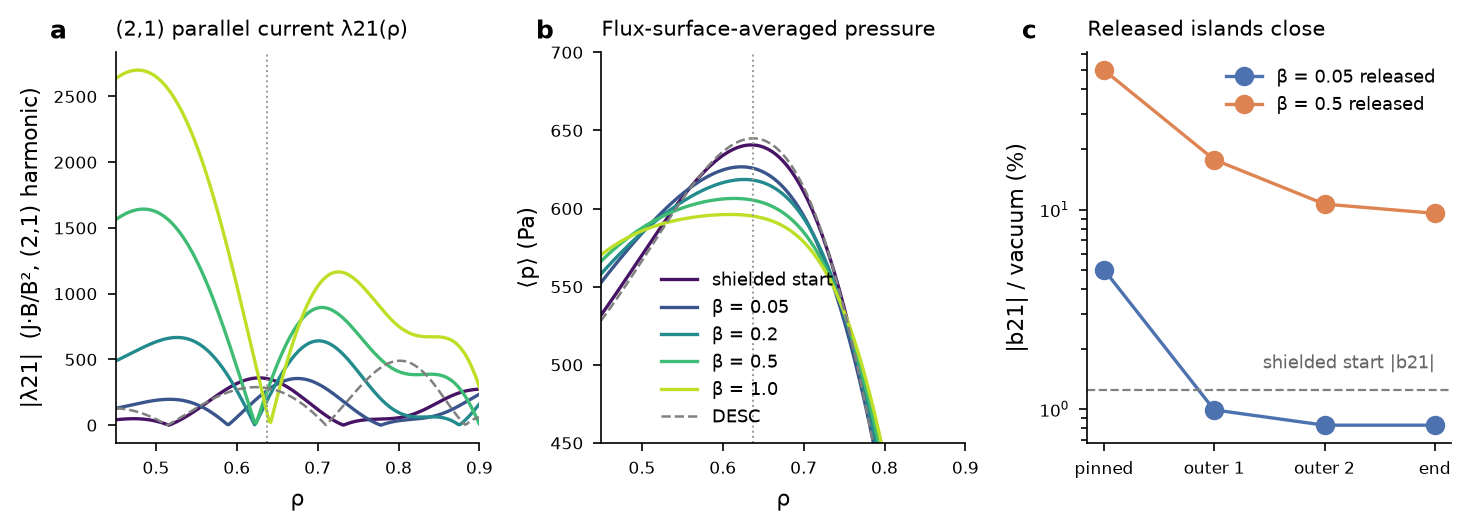 a
(2,1) parallel current λ21(ρ)
|λ21| (J·B/B², (2,1) harmonic)
2500
2000
1500
1000
500
0
0.5
0.6
0.7
0.8
0.9
ρ
b
Flux-surface-averaged pressure
⟨p⟩ (Pa)
700
650
600
550
500
450
shielded start
β = 0.05
β = 0.2
β = 0.5
β = 1.0
DESC
0.5
0.6
0.7
0.8
0.9
ρ
c
Released islands close
|b21| / vacuum (%)
10¹
10⁰
β = 0.05 released
β = 0.5 released
shielded start |b21|
pinned
outer 1
outer 2
end